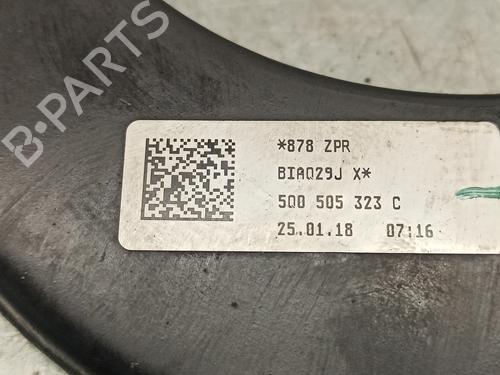 *878 ZPR
BIAQ29J X*
5Q0 505 323 C
25.01.18 07:16
B-PARTS